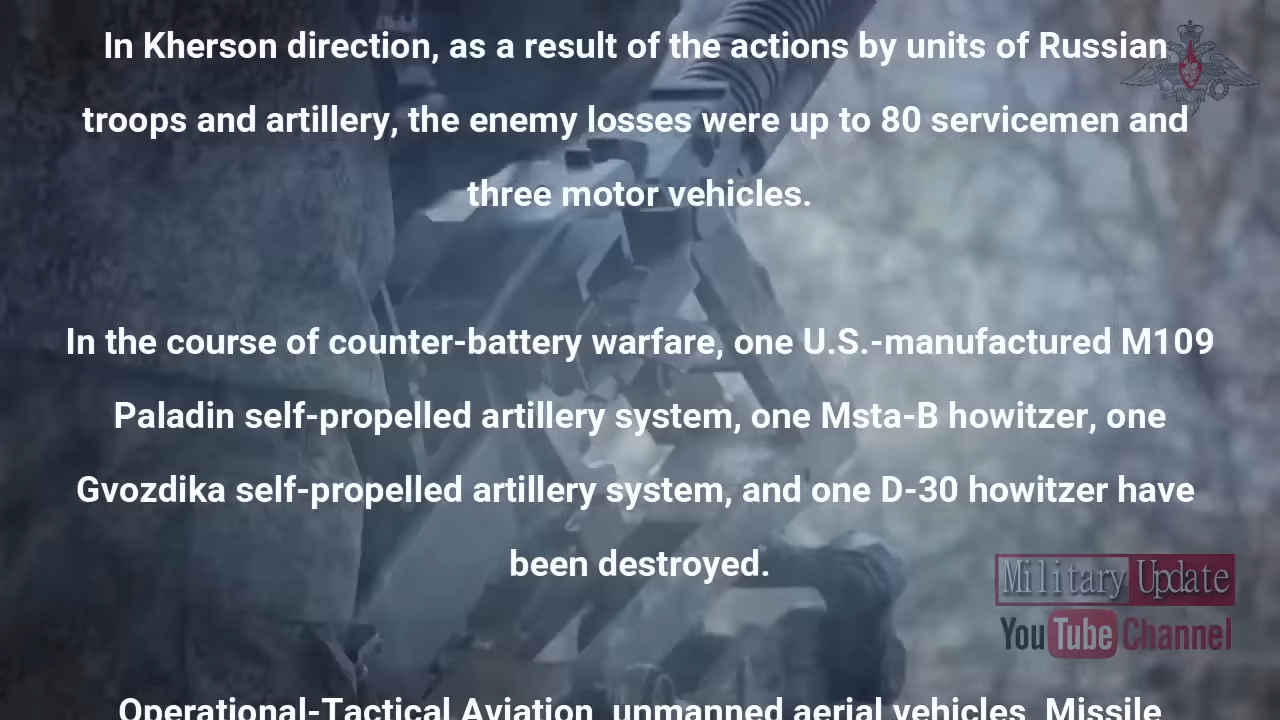 In Kherson direction, as a result of the actions by units of Russian
troops and artillery, the enemy losses were up to 80 servicemen and
three motor vehicles.
In the course of counter-battery warfare, one U.S.-manufactured M109
Paladin self-propelled artillery system, one Msta-B howitzer, one
Gvozdika self-propelled artillery system, and one D-30 howitzer have
been destroyed.
Military Update
YouTube Channel
Operational-Tactical Aviation, unmanned aerial vehicles, Missile